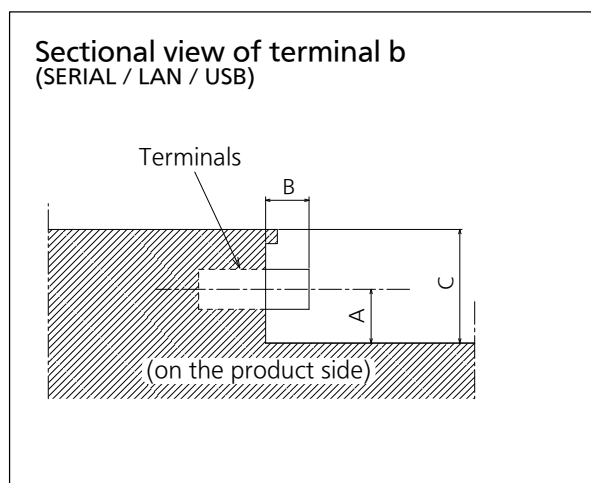 Sectional view of terminal b
(SERIAL / LAN / USB)
Terminals
B
C
A
(on the product side)